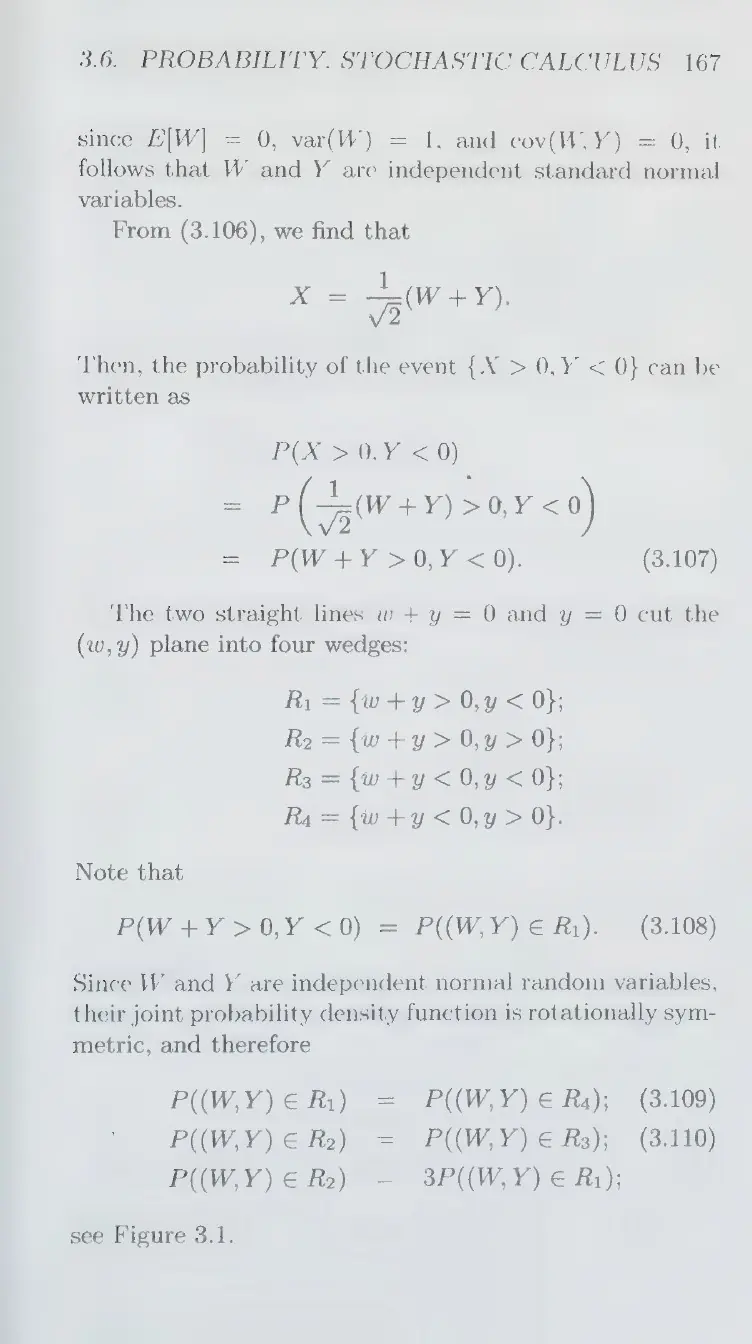 3.6. PROBABILITY. STOCHASTIC CALCULUS 167
since E[W] = 0, var(W) = 1, and cov(W, Y) = 0, it
follows that W and Y are independent standard normal
variables.
From (3.106), we find that
X = 1/√2 (W + Y).
Then, the probability of the event {X > 0, Y < 0} can be
written as
P(X > 0, Y < 0)
= P ( 1/√2 (W + Y) > 0, Y < 0 )
= P(W + Y > 0, Y < 0). (3.107)
The two straight lines w + y = 0 and y = 0 cut the
(w, y) plane into four wedges:
R₁ = {w + y > 0, y < 0};
R₂ = {w + y > 0, y > 0};
R₃ = {w + y < 0, y < 0};
R₄ = {w + y < 0, y > 0}.
Note that
P(W + Y > 0, Y < 0) = P((W, Y) ∈ R₁). (3.108)
Since W and Y are independent normal random variables,
their joint probability density function is rotationally sym-
metric, and therefore
P((W, Y) ∈ R₁) = P((W, Y) ∈ R₄); (3.109)
P((W, Y) ∈ R₂) = P((W, Y) ∈ R₃); (3.110)
P((W, Y) ∈ R₂) = 3P((W, Y) ∈ R₁);
see Figure 3.1.